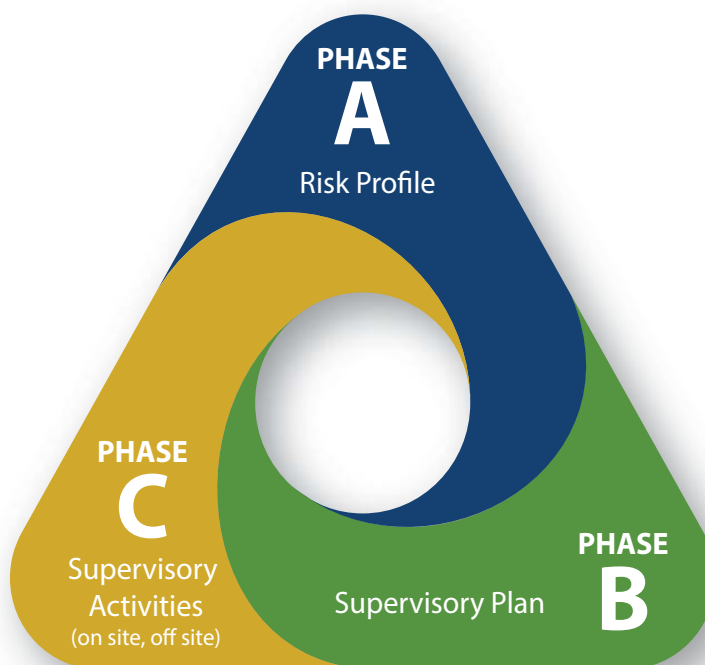 PHASE
A
Risk Profile
PHASE
B
Supervisory Plan
PHASE
C
Supervisory
Activities
(on site, off site)